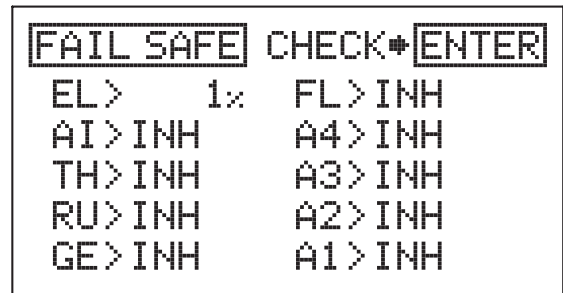 FAIL SAFE CHECK➧ENTER
EL> 1% FL>INH
AI>INH A4>INH
TH>INH A3>INH
RU>INH A2>INH
GE>INH A1>INH